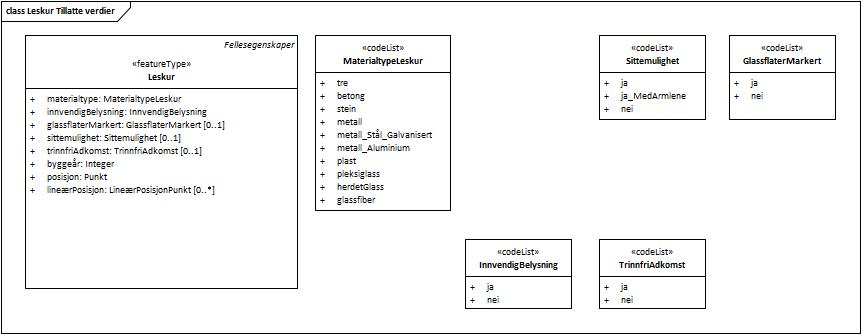 class Leskur Tillatte verdier
Fellesegenskaper
«featureType»
Leskur
+ materialtype: MaterialtypeLeskur
+ innvendigBelysning: InnvendigBelysning
+ glassflaterMarkert: GlassflaterMarkert [0..1]
+ sittemulighet: Sittemulighet [0..1]
+ trinnfriAdkomst: TrinnfriAdkomst [0..1]
+ byggeår: Integer
+ posisjon: Punkt
+ lineærPosisjon: LineærPosisjonPunkt [0..*]
«codeList»
MaterialtypeLeskur
+ tre
+ betong
+ stein
+ metall
+ metall_Stål_Galvanisert
+ metall_Aluminium
+ plast
+ pleksiglass
+ herdetGlass
+ glassfiber
«codeList»
Sittemulighet
+ ja
+ ja_MedArmlene
+ nei
«codeList»
GlassflaterMarkert
+ ja
+ nei
«codeList»
InnvendigBelysning
+ ja
+ nei
«codeList»
TrinnfriAdkomst
+ ja
+ nei